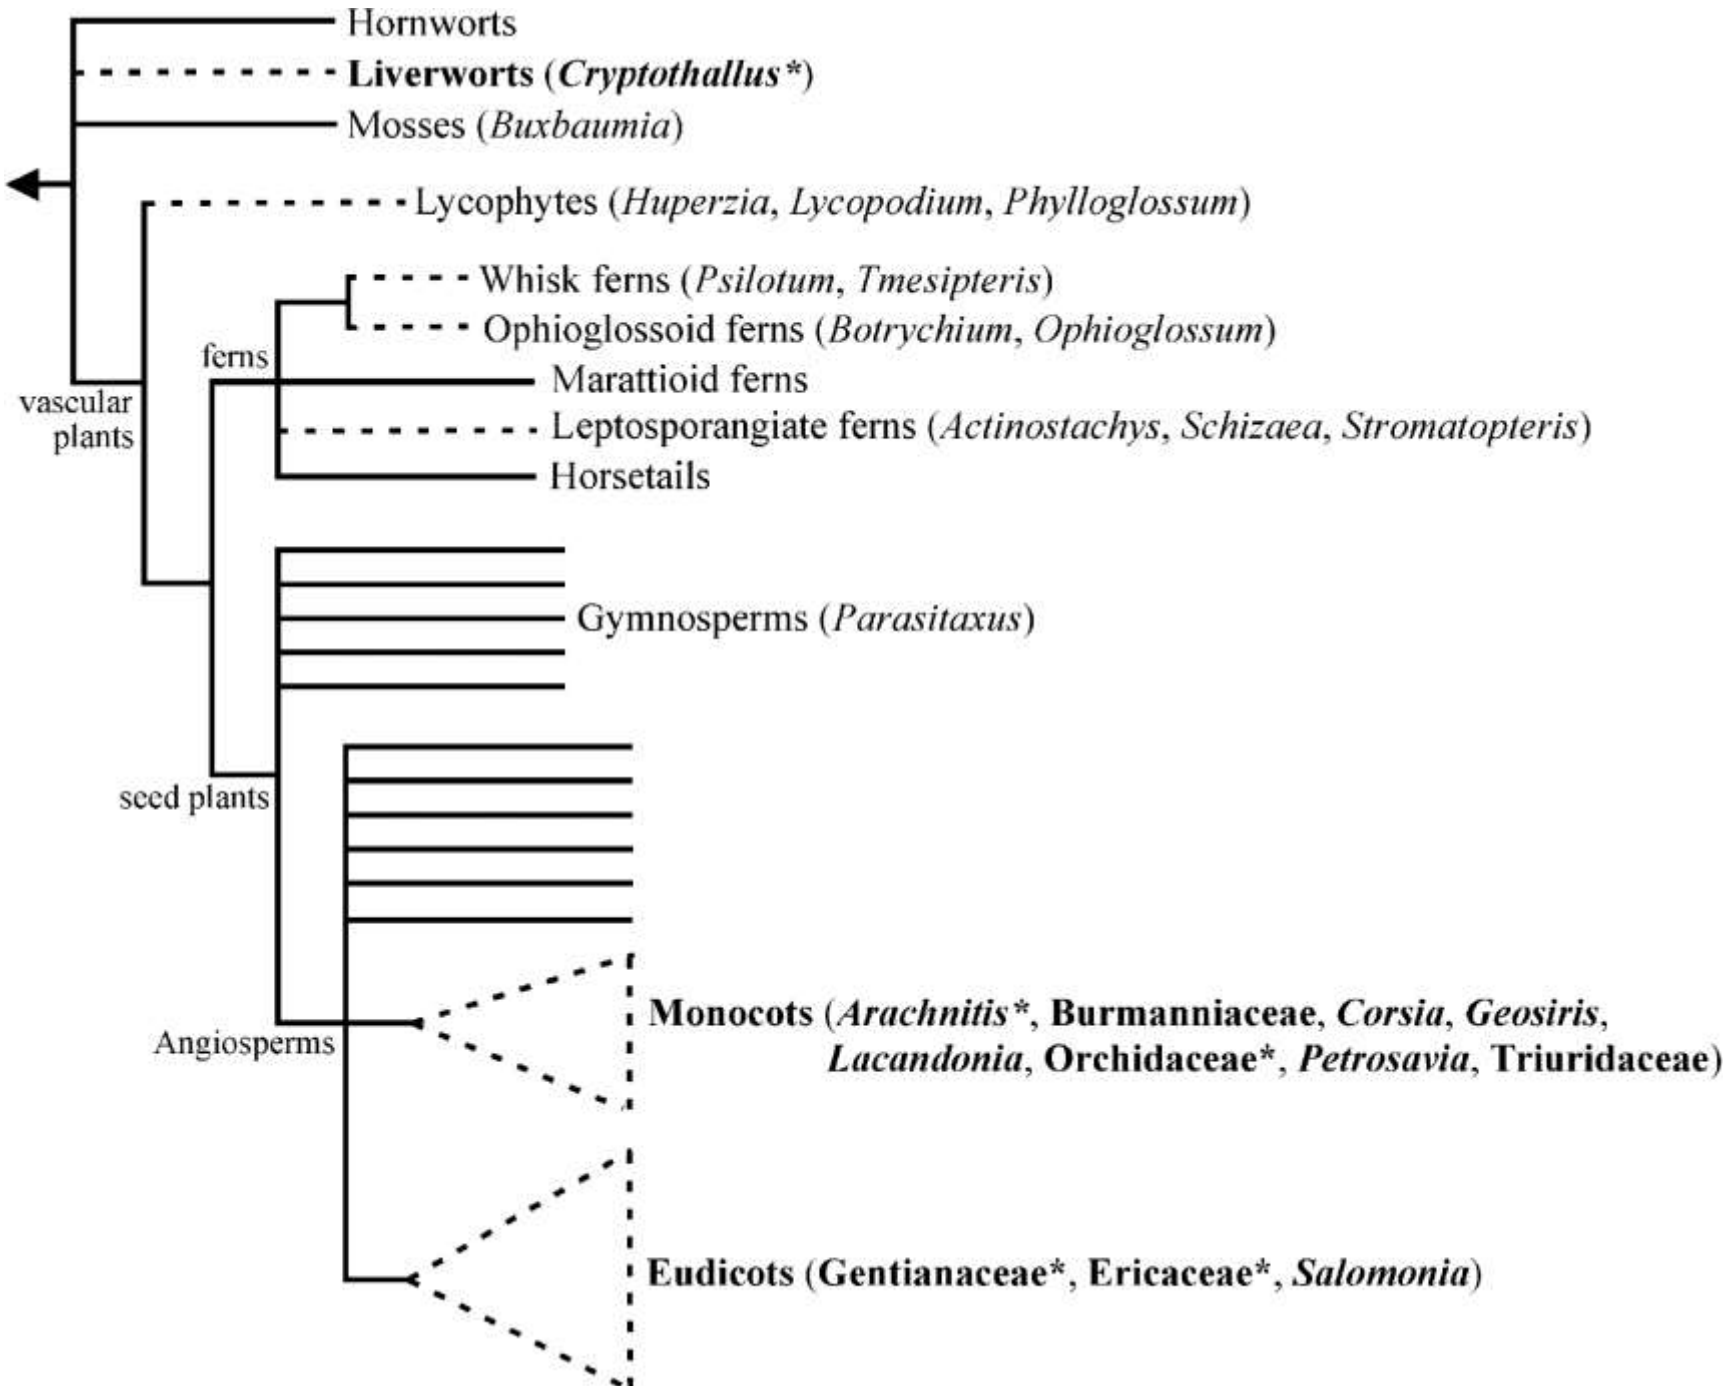 Hornworts
Liverworts (Cryptothallus*)
Mosses (Buxbaumia)
Lycophytes (Huperzia, Lycopodium, Phylloglossum)
Whisk ferns (Psilotum, Tmesipteris)
Ophioglossoid ferns (Botrychium, Ophioglossum)
ferns
Marattioid ferns
vascular
plants
Leptosporangiate ferns (Actinostachys, Schizaea, Stromatopteris)
Horsetails
Gymnosperms (Parasitaxus)
seed plants
Monocots (Arachnitis*, Burmanniaceae, Corsia, Geosiris,
Lacandonia, Orchidaceae*, Petrosavia, Triuridaceae)
Angiosperms
Eudicots (Gentianaceae*, Ericaceae*, Salomonia)